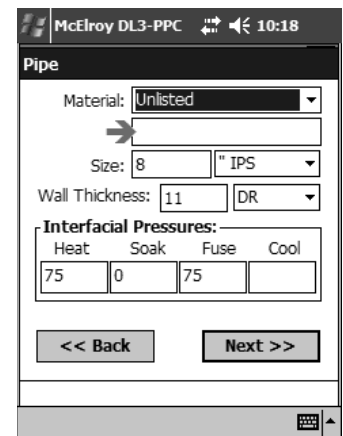 McElroy DL3-PPC 10:18
Pipe
Material: Unlisted
Size: 8 " IPS
Wall Thickness: 11 DR
Interfacial Pressures:
Heat Soak Fuse Cool
75 0 75
<< Back Next >>